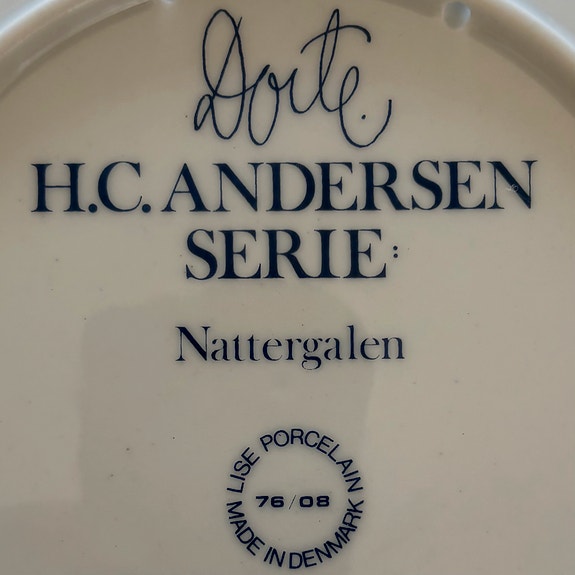 Dorte.
H.C. ANDERSEN
SERIE:
Nattergalen
LISE PORCELAIN
76/08
MADE IN DENMARK